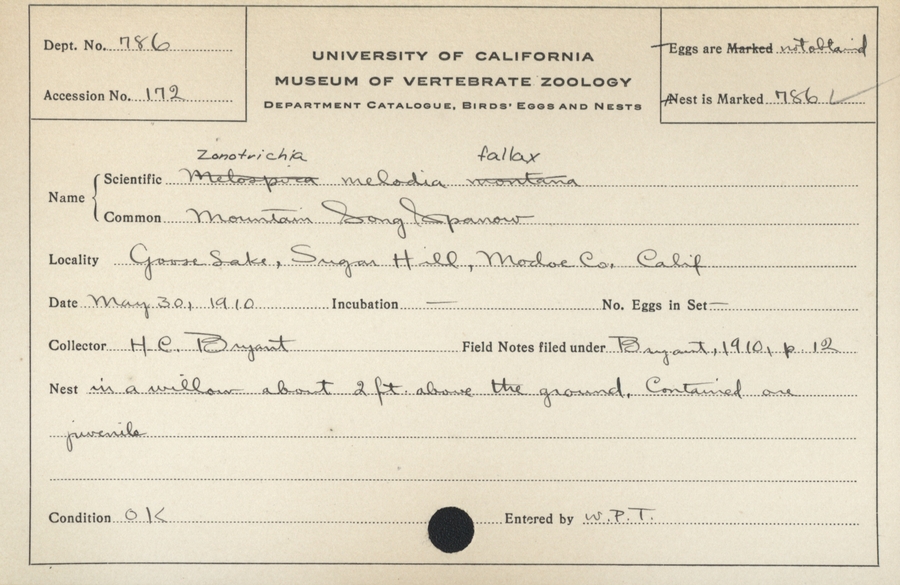 Dept. No. 786
UNIVERSITY OF CALIFORNIA
MUSEUM OF VERTEBRATE ZOOLOGY
DEPARTMENT CATALOGUE, BIRDS' EGGS AND NESTS
Eggs are Marked not obtained
Accession No. 172
Nest is Marked 786
Zonotrichia fallax
Name Scientific Melospiza melodia montana
Common Mountain Song Sparrow
Locality Goose Lake, Sugar Hill, Modoc Co. Calif
Date May 30, 1910 Incubation — No. Eggs in Set —
Collector H.C. Bryant Field Notes filed under Bryant, 1910, p. 12
Nest in a willow about 2 ft. above the ground. Contained one
juvenile
Condition OK Entered by W.P.T.